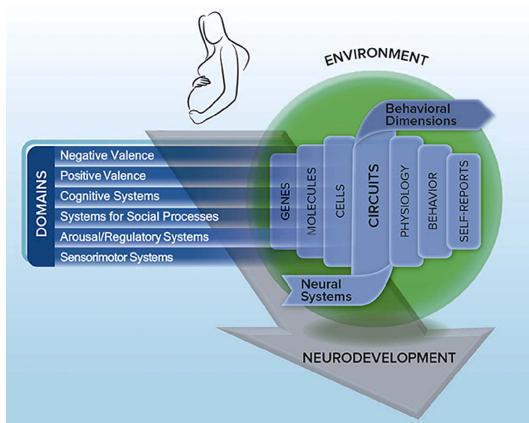 ENVIRONMENT
Behavioral
Dimensions
DOMAINS
Negative Valence
Positive Valence
Cognitive Systems
Systems for Social Processes
Arousal/Regulatory Systems
Sensorimotor Systems
GENES
MOLECULES
CELLS
CIRCUITS
PHYSIOLOGY
BEHAVIOR
SELF-REPORTS
Neural
Systems
NEURODEVELOPMENT